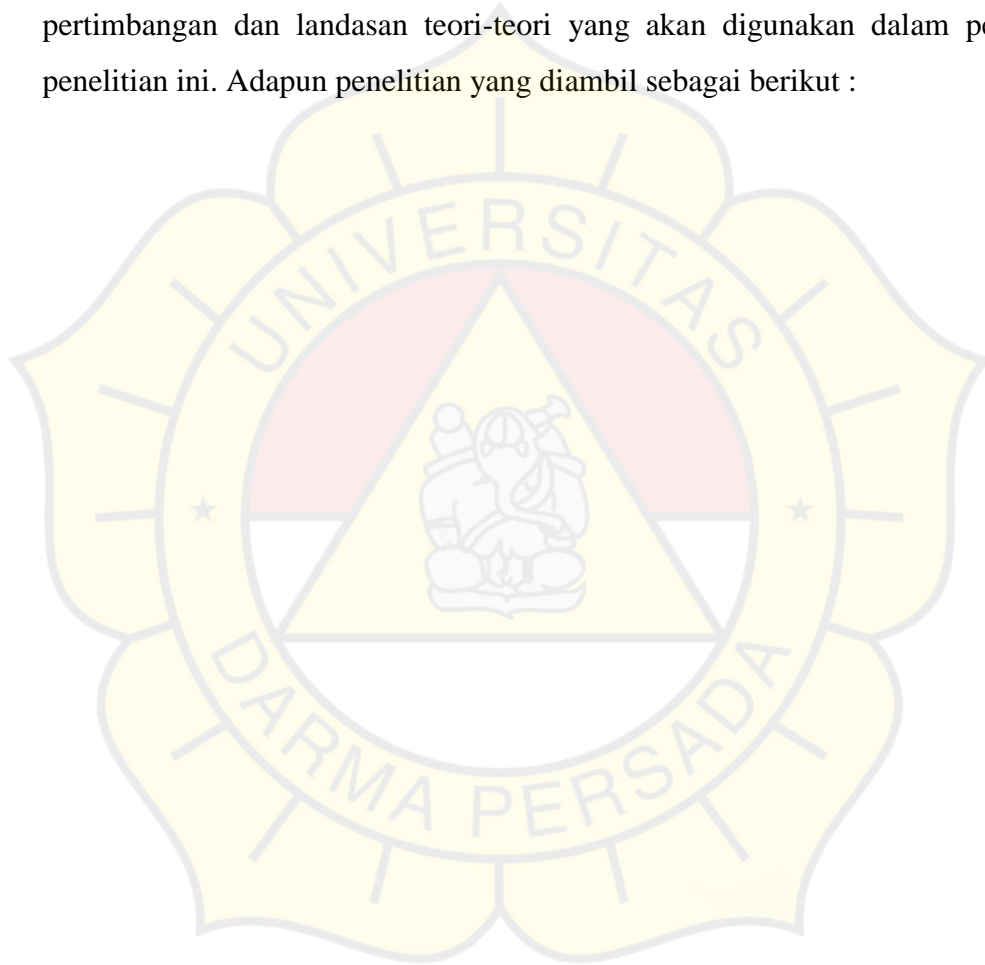 pertimbangan dan landasan teori-teori yang akan digunakan dalam
penelitian ini. Adapun penelitian yang diambil sebagai berikut :
UNIVERSITAS
DARMA PERSADA